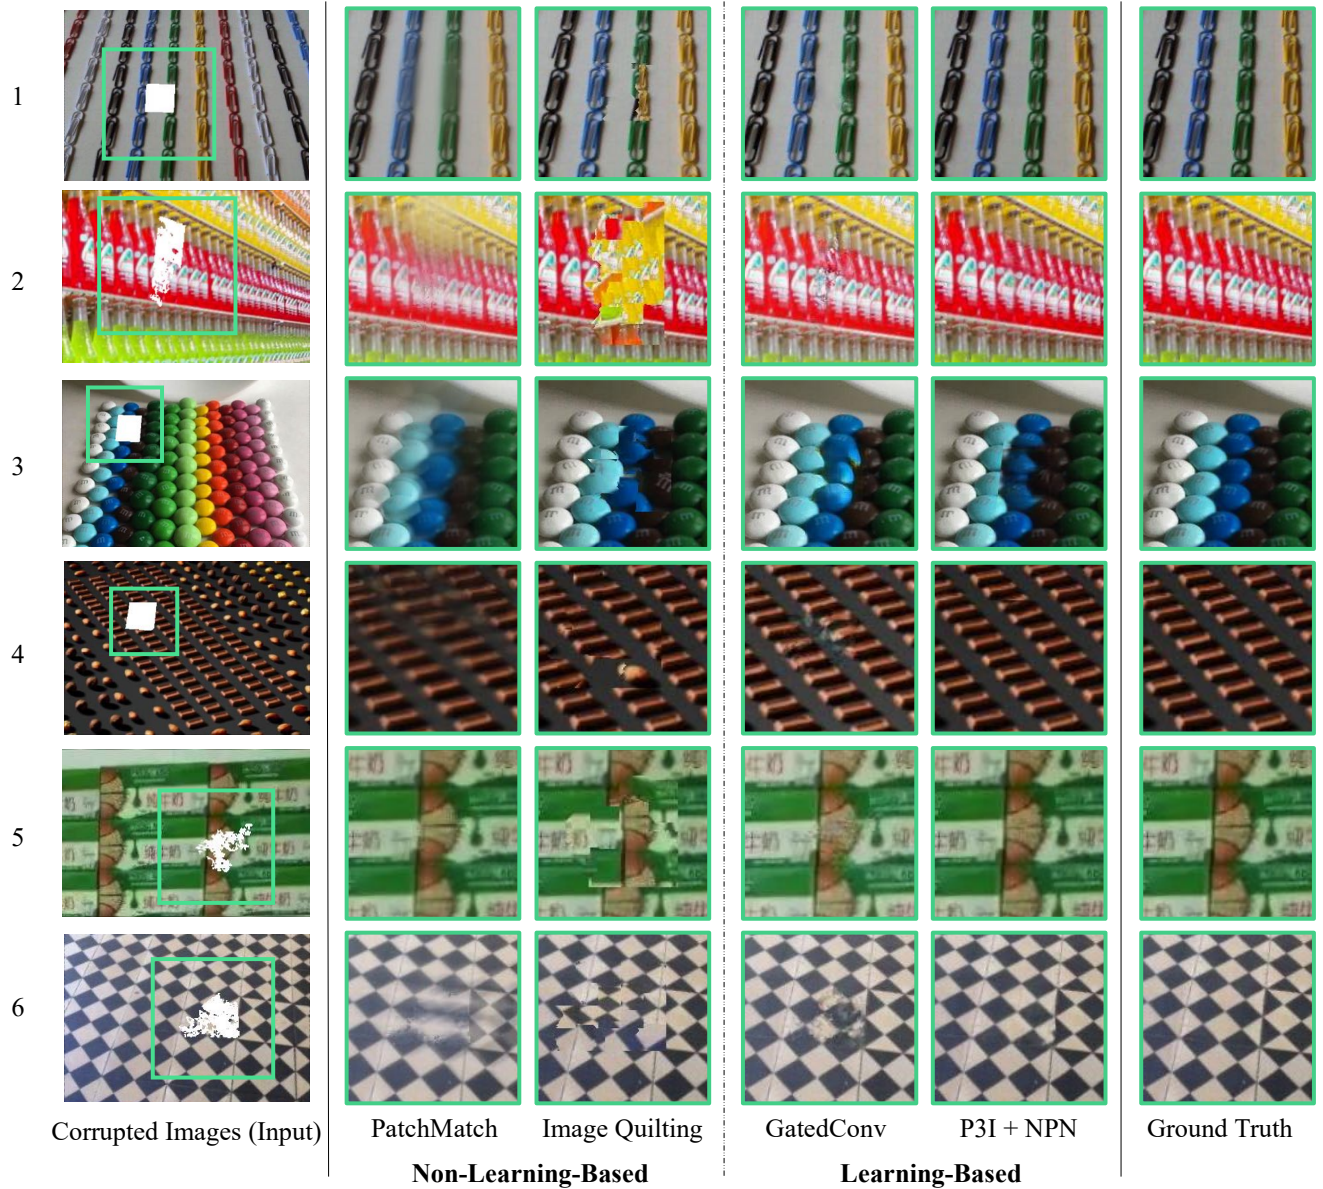 1
2
3
4
5
6
Corrupted Images (Input)
PatchMatch
Image Quilting
GatedConv
P3I + NPN
Ground Truth
Non-Learning-Based
Learning-Based